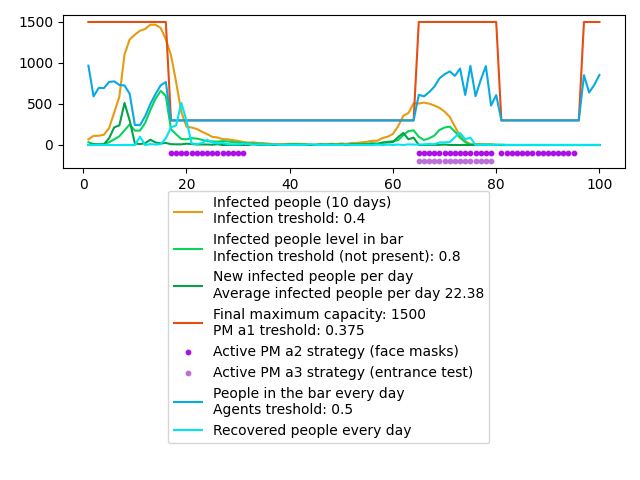 1500
1000
500
0
0 20 40 60 80 100
Infected people (10 days)
Infection treshold: 0.4
Infected people level in bar
Infection treshold (not present): 0.8
New infected people per day
Average infected people per day 22.38
Final maximum capacity: 1500
PM a1 treshold: 0.375
Active PM a2 strategy (face masks)
Active PM a3 strategy (entrance test)
People in the bar every day
Agents treshold: 0.5
Recovered people every day